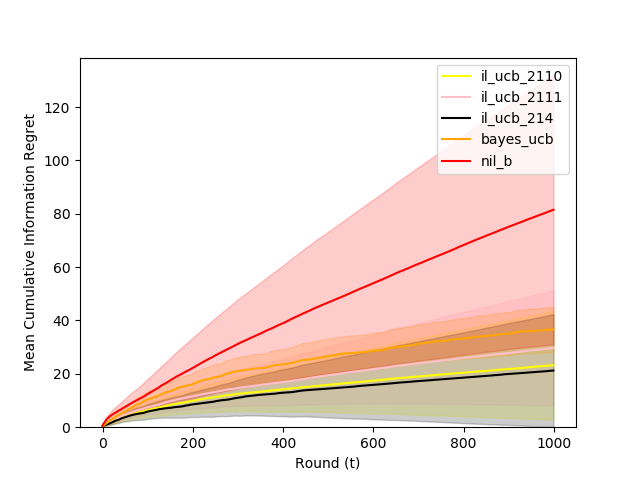 il_ucb_2110
il_ucb_2111
il_ucb_214
bayes_ucb
nil_b
Mean Cumulative Information Regret
120
100
80
60
40
20
0
0 200 400 600 800 1000
Round (t)